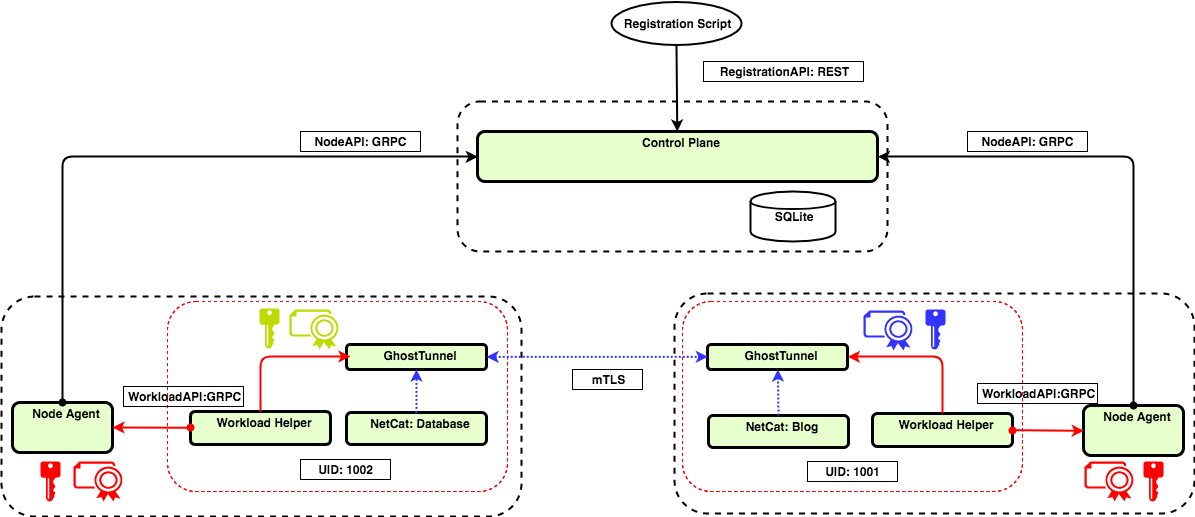 Registration Script
RegistrationAPI: REST
NodeAPI: GRPC
NodeAPI: GRPC
Control Plane
SQLite
GhostTunnel
GhostTunnel
mTLS
WorkloadAPI:GRPC
WorkloadAPI:GRPC
Node Agent
Workload Helper
NetCat: Database
NetCat: Blog
Workload Helper
Node Agent
UID: 1002
UID: 1001